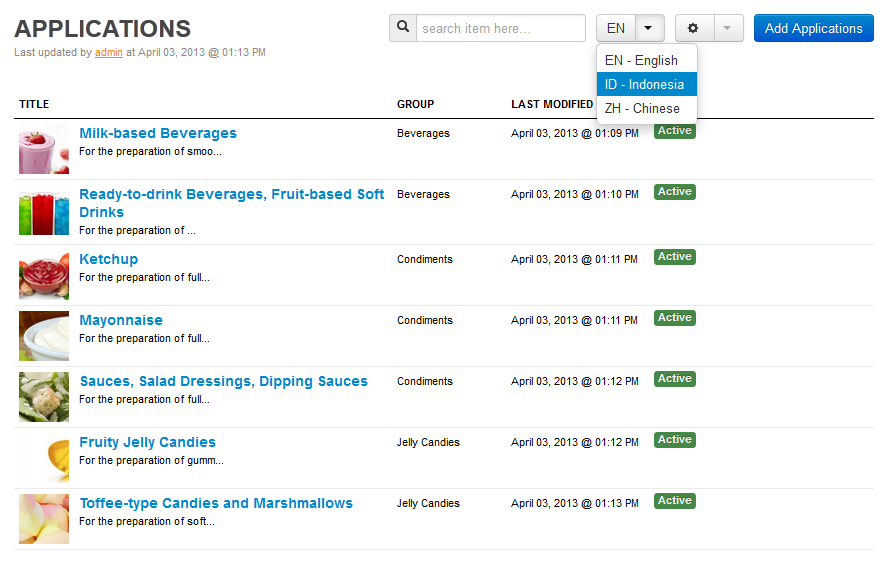 APPLICATIONS
Last updated by admin at April 03, 2013 @ 01:13 PM
search item here...
EN
Add Applications
EN - English
ID - Indonesia
ZH - Chinese
TITLE
GROUP
LAST MODIFIED
Milk-based Beverages
For the preparation of smoo...
Beverages
April 03, 2013 @ 01:09 PM
Active
Ready-to-drink Beverages, Fruit-based Soft
Drinks
For the preparation of ...
Beverages
April 03, 2013 @ 01:10 PM
Active
Ketchup
For the preparation of full...
Condiments
April 03, 2013 @ 01:11 PM
Active
Mayonnaise
For the preparation of full...
Condiments
April 03, 2013 @ 01:11 PM
Active
Sauces, Salad Dressings, Dipping Sauces
For the preparation of full...
Condiments
April 03, 2013 @ 01:12 PM
Active
Fruity Jelly Candies
For the preparation of gumm...
Jelly Candies
April 03, 2013 @ 01:12 PM
Active
Toffee-type Candies and Marshmallows
For the preparation of soft...
Jelly Candies
April 03, 2013 @ 01:13 PM
Active